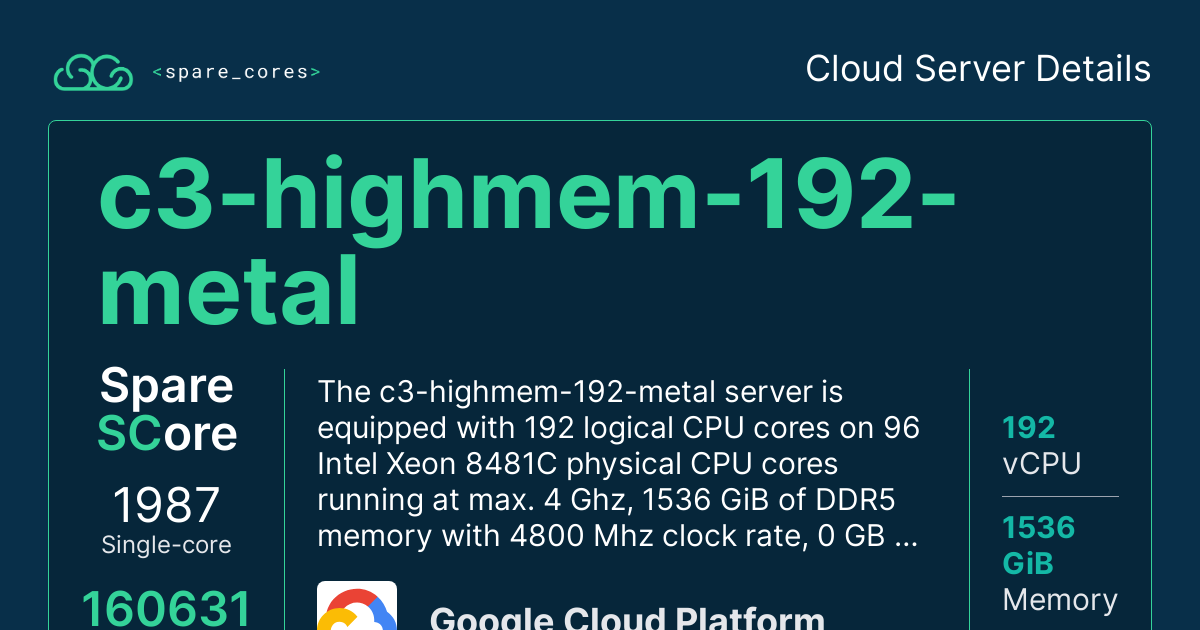 <spare_cores>
Cloud Server Details
c3-highmem-192-
metal
Spare
SCore
1987
Single-core
160631
The c3-highmem-192-metal server is
equipped with 192 logical CPU cores on 96
Intel Xeon 8481C physical CPU cores
running at max. 4 Ghz, 1536 GiB of DDR5
memory with 4800 Mhz clock rate, 0 GB ...
Google Cloud Platform
192
vCPU
1536
GiB
Memory